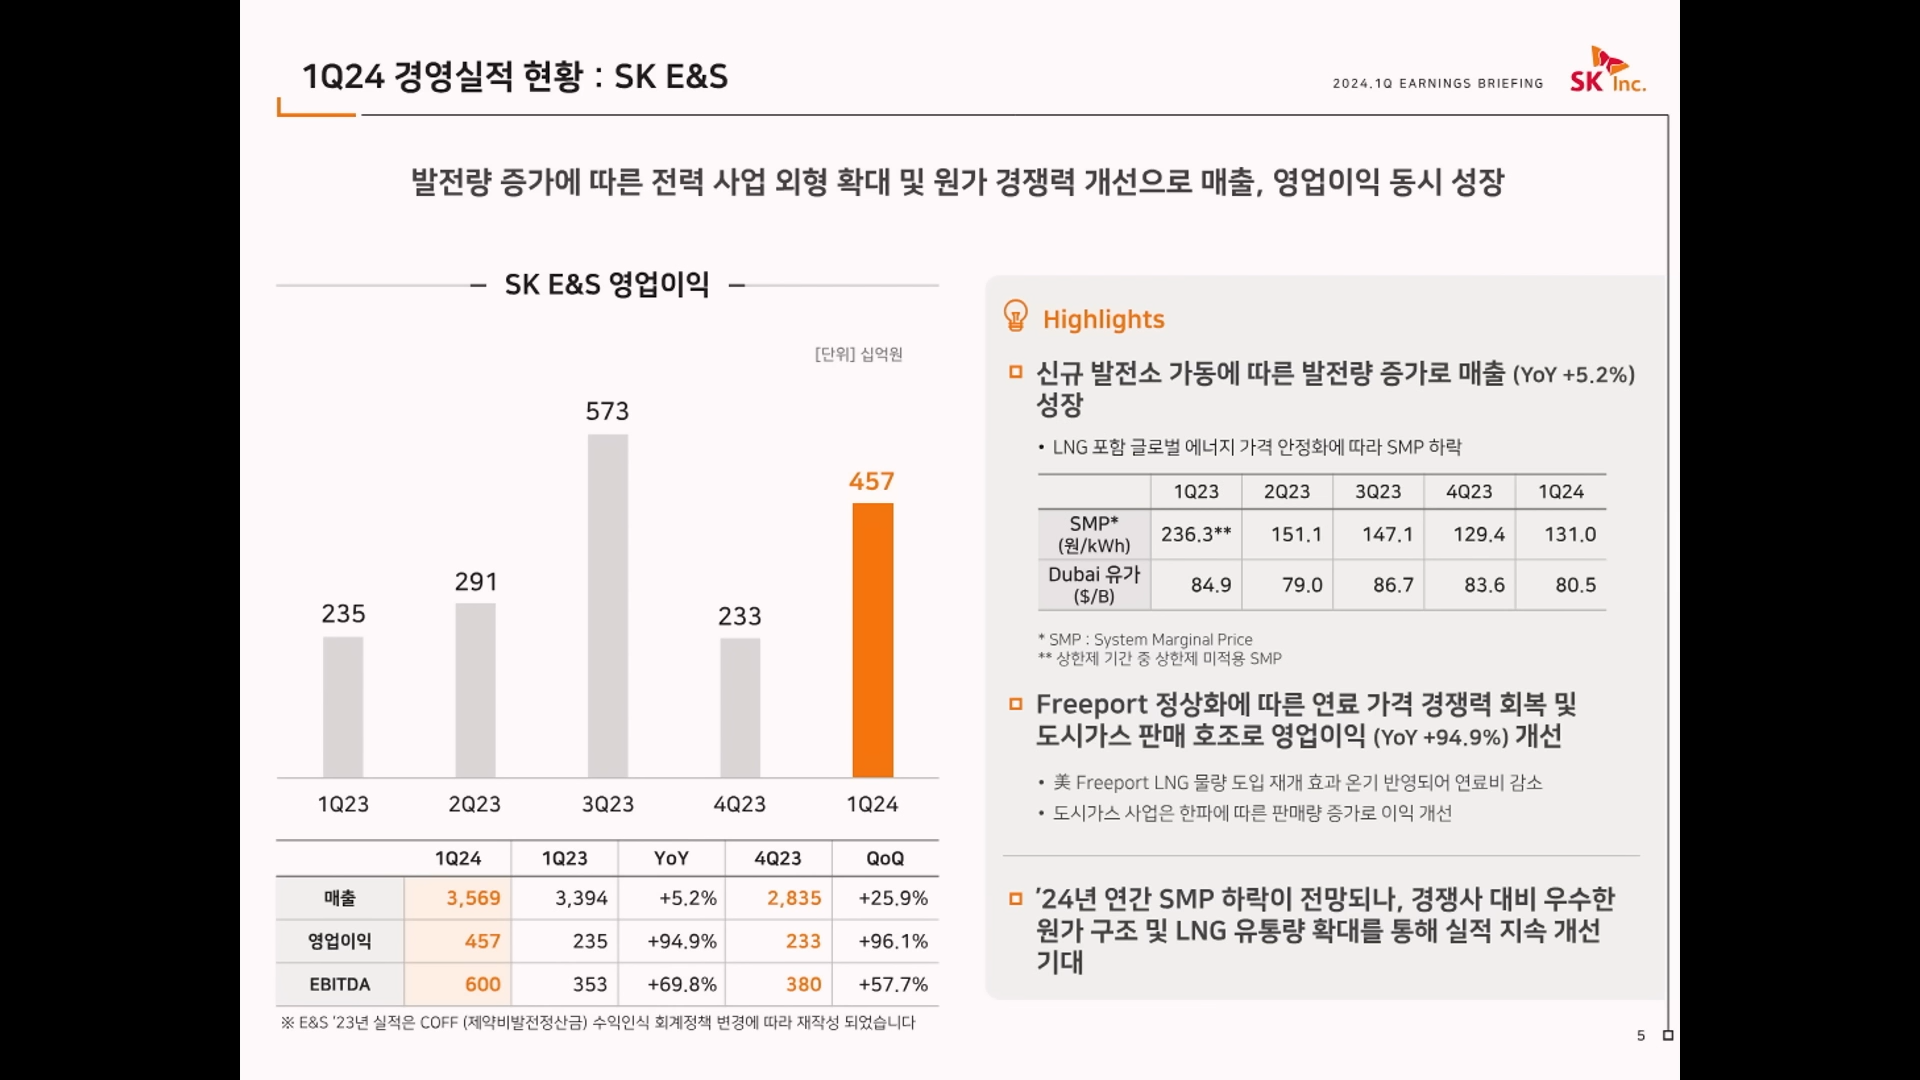 1Q24 경영실적 현황 : SK E&S
2024.1Q EARNINGS BRIEFING
SK Inc.
발전량 증가에 따른 전력 사업 외형 확대 및 원가 경쟁력 개선으로 매출, 영업이익 동시 성장
SK E&S 영업이익
[단위] 십억원
573
457
291
235
233
1Q23 2Q23 3Q23 4Q23 1Q24
1Q24 1Q23 YoY 4Q23 QoQ
매출 3,569 3,394 +5.2% 2,835 +25.9%
영업이익 457 235 +94.9% 233 +96.1%
EBITDA 600 353 +69.8% 380 +57.7%
※ E&S '23년 실적은 COFF (제약비발전정산금) 수익인식 회계정책 변경에 따라 재작성 되었습니다
Highlights
신규 발전소 가동에 따른 발전량 증가로 매출 (YoY +5.2%)
성장
• LNG 포함 글로벌 에너지 가격 안정화에 따라 SMP 하락
1Q23 2Q23 3Q23 4Q23 1Q24
SMP*
(원/kWh) 236.3** 151.1 147.1 129.4 131.0
Dubai 유가
($/B) 84.9 79.0 86.7 83.6 80.5
* SMP : System Marginal Price
** 상한제 기간 중 상한제 미적용 SMP
Freeport 정상화에 따른 연료 가격 경쟁력 회복 및
도시가스 판매 호조로 영업이익 (YoY +94.9%) 개선
• 美 Freeport LNG 물량 도입 재개 효과 온기 반영되어 연료비 감소
• 도시가스 사업은 한파에 따른 판매량 증가로 이익 개선
'24년 연간 SMP 하락이 전망되나, 경쟁사 대비 우수한
원가 구조 및 LNG 유통량 확대를 통해 실적 지속 개선
기대
5